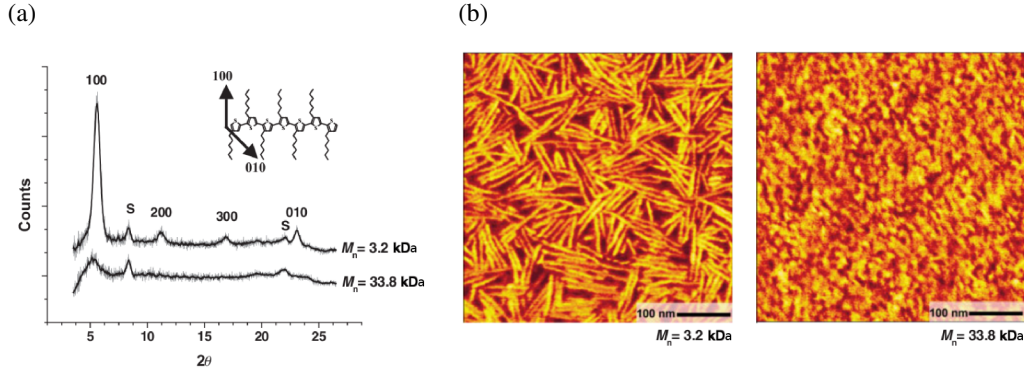 (a)
100
S
200
300
S
010
100
010
Mn = 3.2 kDa
Mn = 33.8 kDa
Counts
5
10
15
20
25
2θ
(b)
100 nm
Mn = 3.2 kDa
100 nm
Mn = 33.8 kDa